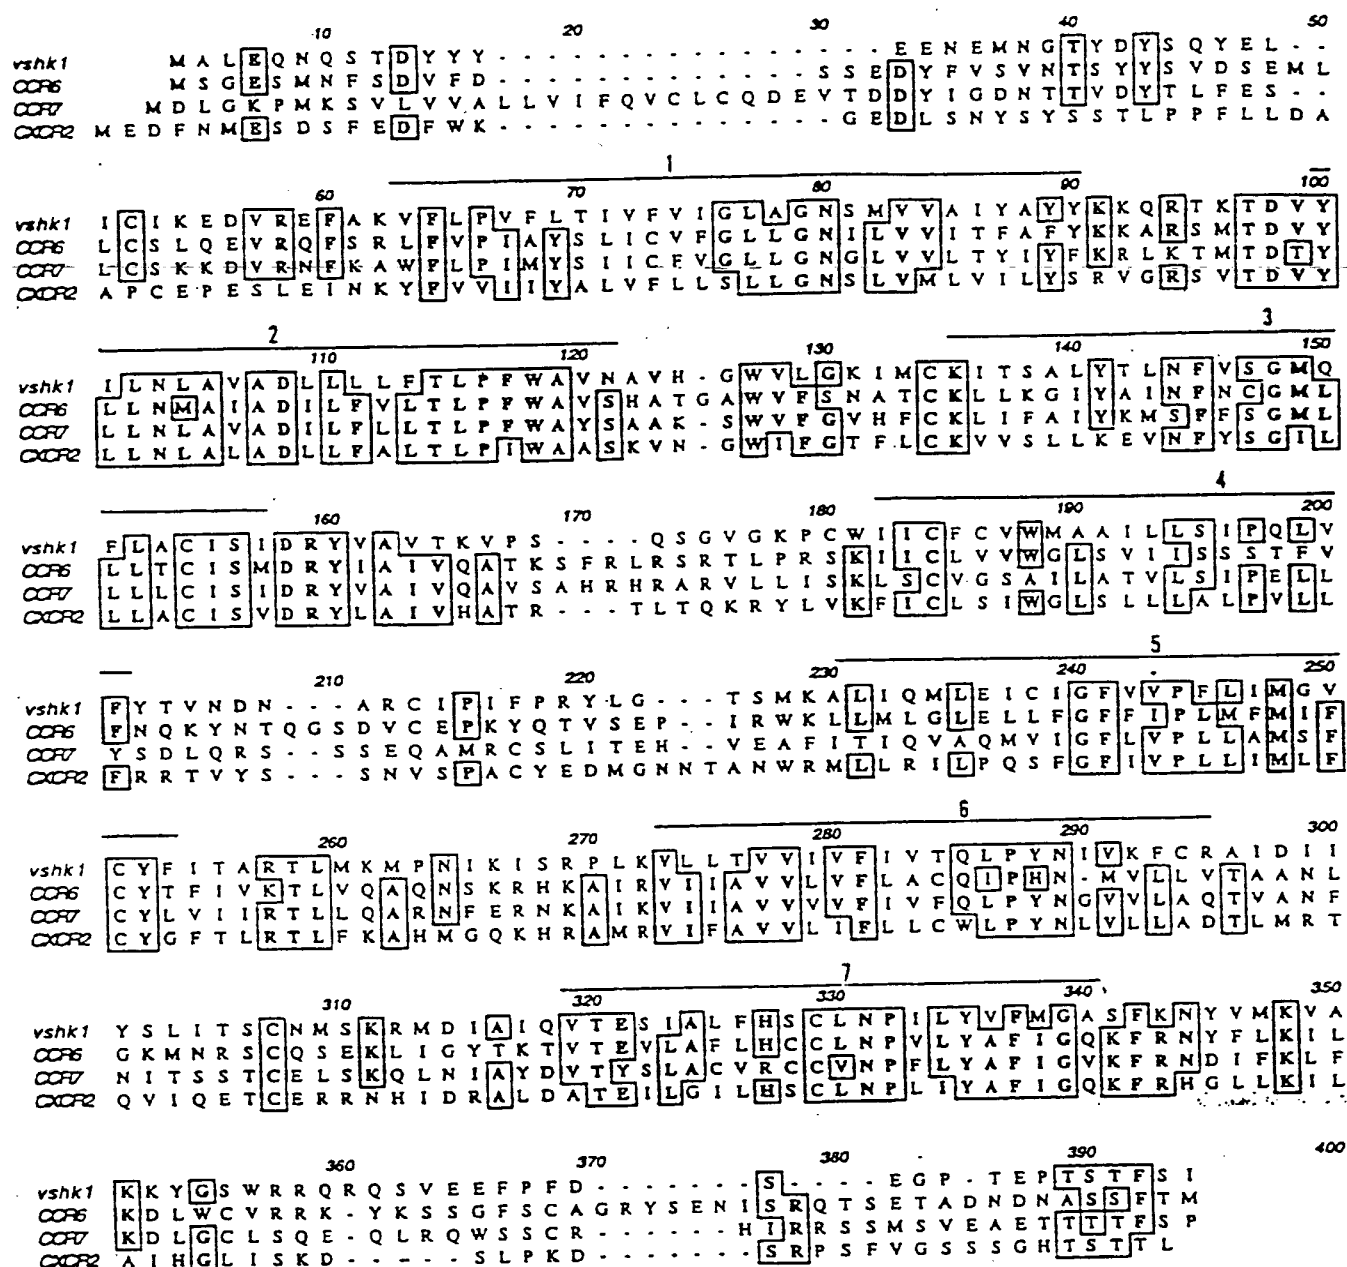 10 20 30 40 50
vshk1 M A L E Q N Q S T D Y Y Y - - - - - - - - - - - - - - - - E E N E M N G T Y D Y S Q Y E L - -
CCR6 M S G E S M N F S D V F D - - - - - - - - - - - - - S S E D Y F V S V N T S Y Y S V D S E M L
CCR7 M D L G K P M K S V L V V A L L V I F Q V C L C Q D E V T D D Y I G D N T T V D Y T L F E S - -
CXCR2 M E D F N M E S D S F E D F W K - - - - - - - - - - - - - - G E D L S N Y S Y S S T L P P F L L D A
1
60 70 80 90 100
vshk1 I C I K E D V R E F A K V F L P V F L T I V F V I G L A G N S M V V A I Y A Y Y K K Q R T K T D V Y
CCR6 L C S L Q E V R Q F S R L F V P I A Y S L I C V F G L L G N I L V V I T F A F Y K K A R S M T D V Y
CCR7 L C S K K D V R N F K A W F L P I M Y S I I C F V G L L G N G L V V L T Y I Y F K R L K T M T D T Y
CXCR2 A P C E P E S L E I N K Y F V V I I Y A L V F L L S L L G N S L V M L V I L Y S R V G R S V T D V Y
2 3
110 120 130 140 150
vshk1 I L N L A V A D L L L L F T L P F W A V N A V H - G W V L G K I M C K I T S A L Y T L N F V S G M Q
CCR6 L L N M A I A D I L F V L T L P F W A V S H A T G A W V F S N A T C K L L K G I Y A I N F N C G M L
CCR7 L L N L A V A D I L F L L T L P F W A Y S A A K - S W V F G V H F C K L I F A I Y K M S F F S G M L
CXCR2 L L N L A L A D L L F A L T L P I W A A S K V N - G W I F G T F L C K V V S L L K E V N F Y S G I L
4
160 170 180 190 200
vshk1 F L A C I S I D R Y V A V T K V P S - - - - Q S G V G K P C W I I C F C V W M A A I L L S I P Q L V
CCR6 L L T C I S M D R Y I A I V Q A T K S F R L R S R T L P R S K I I C L V V W G L S V I I S S S T F V
CCR7 L L L C I S I D R Y V A I V Q A V S A H R H R A R V L L I S K L S C V G S A I L A T V L S I P E L L
CXCR2 L L A C I S V D R Y L A I V H A T R - - - T L T Q K R Y L V K F I C L S I W G L S L L L A L P V L L
5
210 220 230 240 250
vshk1 F Y T V N D N - - - A R C I P I F P R Y L G - - - T S M K A L I Q M L E I C I G F V V P F L I M G V
CCR6 F N Q K Y N T Q G S D V C E P K Y Q T V S E P - - I R W K L L M L G L E L L F G F F I P L M F M I F
CCR7 Y S D L Q R S - - S S E Q A M R C S L I T E H - - V E A F I T I Q V A Q M V I G F L V P L L A M S F
CXCR2 F R R T V Y S - - - S N V S P A C Y E D M G N N T A N W R M L L R I L P Q S F G F I V P L L I M L F
6
260 270 280 290 300
vshk1 C Y F I T A R T L M K M P N I K I S R P L K V L L T V V I V F I V T Q L P Y N I V K F C R A I D I I
CCR6 C Y T F I V K T L V Q A Q N S K R H K A I R V I I A V V L V F L A C Q I P H N - M V L L V T A A N L
CCR7 C Y L V I I R T L L Q A R N F E R N K A I K V I I A V V V V F I V F Q L P Y N G V V L A Q T V A N F
CXCR2 C Y G F T L R T L F K A H M G Q K H R A M R V I F A V V L I F L L C W L P Y N L V L L A D T L M R T
7
310 320 330 340 350
vshk1 Y S L I T S C N M S K R M D I A I Q V T E S I A L F H S C L N P I L Y V F M G A S F K N Y V M K V A
CCR6 G K M N R S C Q S E K L I G Y T K T V T E V L A F L H C C L N P V L Y A F I G Q K F R N Y F L K I L
CCR7 N I T S S T C E L S K Q L N I A Y D V T Y S L A C V R C C V N P F L Y A F I G V K F R N D I F K L F
CXCR2 Q V I Q E T C E R R N H I D R A L D A T E I L G I L H S C L N P L I Y A F I G Q K F R H G L L K I L
360 370 380 390 400
vshk1 K K Y G S W R R Q R Q S V E E F P F D - - - - - - - S - - - - E G P - T E P T S T F S I
CCR6 K D L W C V R R K - Y K S S G F S C A G R Y S E N I S R Q T S E T A D N D N A S S F T M
CCR7 K D L G C L S Q E - Q L R Q W S S C R - - - - - - H I R R S S M S V E A E T T T T F S P
CXCR2 A I H G L I S K D - - - - - S L P K D - - - - - - - S R P S F V G S S S G H T S T T L